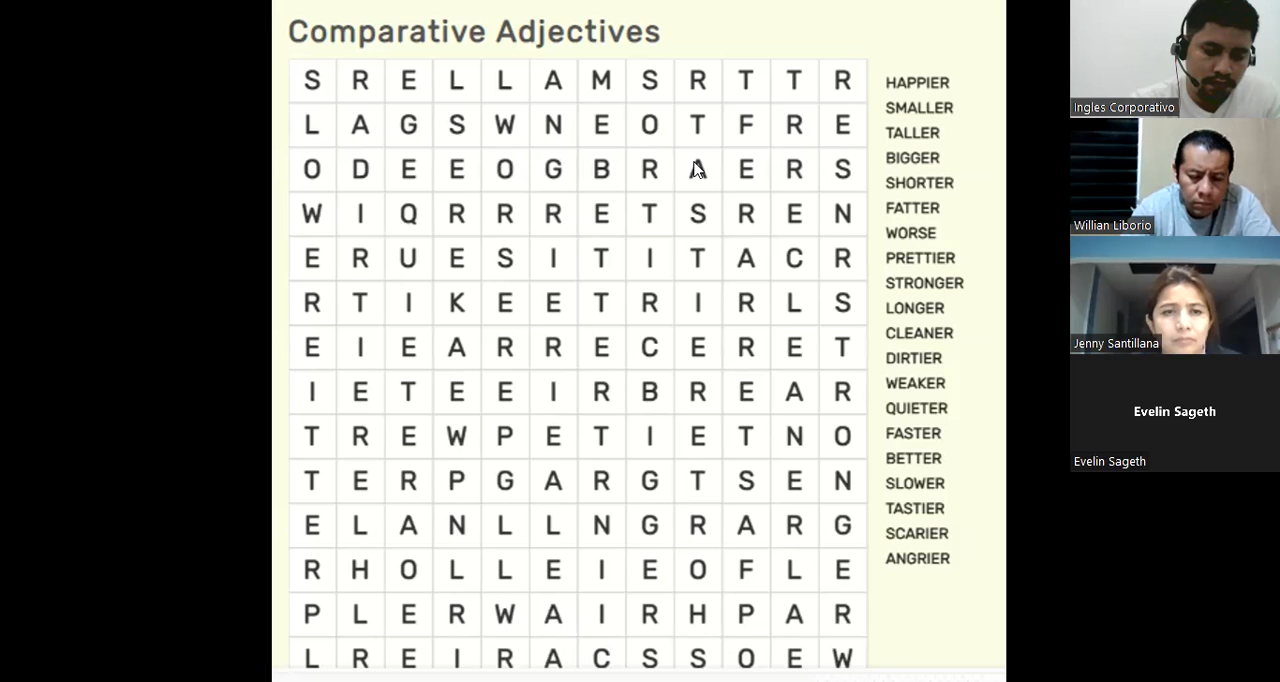 Comparative Adjectives
S R E L L A M S R T T R
L A G S W N E O T F R E
O D E E O G B R A E R S
W I Q R R R E T S R E N
E R U E S I T I T A C R
R T I K E E T R I R L S
E I E A R R E C E R E T
I E T E E I R B R E A R
T R E W P E T I E T N O
T E R P G A R G T S E N
E L A N L L N G R A R G
R H O L L E I E O F L E
P L E R W A I R H P A R
L R E I R A C S S O E W
HAPPIER
SMALLER
TALLER
BIGGER
SHORTER
FATTER
WORSE
PRETTIER
STRONGER
LONGER
CLEANER
DIRTIER
WEAKER
QUIETER
FASTER
BETTER
SLOWER
TASTIER
SCARIER
ANGRIER
Ingles Corporativo
Willian Liborio
Jenny Santillana
Evelin Sageth
Evelin Sageth